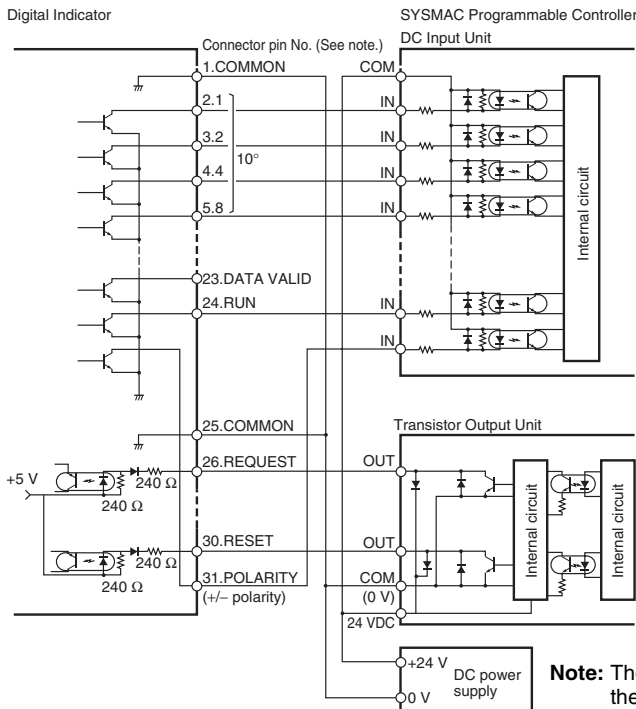 Digital Indicator
SYSMAC Programmable Controller
Connector pin No. (See note.)
DC Input Unit
1.COMMON
COM
2.1
IN
3.2
IN
10°
4.4
IN
5.8
IN
Internal circuit
23.DATA VALID
24.RUN
IN
IN
25.COMMON
Transistor Output Unit
26.REQUEST
OUT
+5 V
240 Ω
240 Ω
Internal circuit
Internal circuit
30.RESET
OUT
240 Ω
240 Ω
31.POLARITY
(+/− polarity)
COM
(0 V)
24 VDC
+24 V
DC power
supply
0 V
Note: The
the